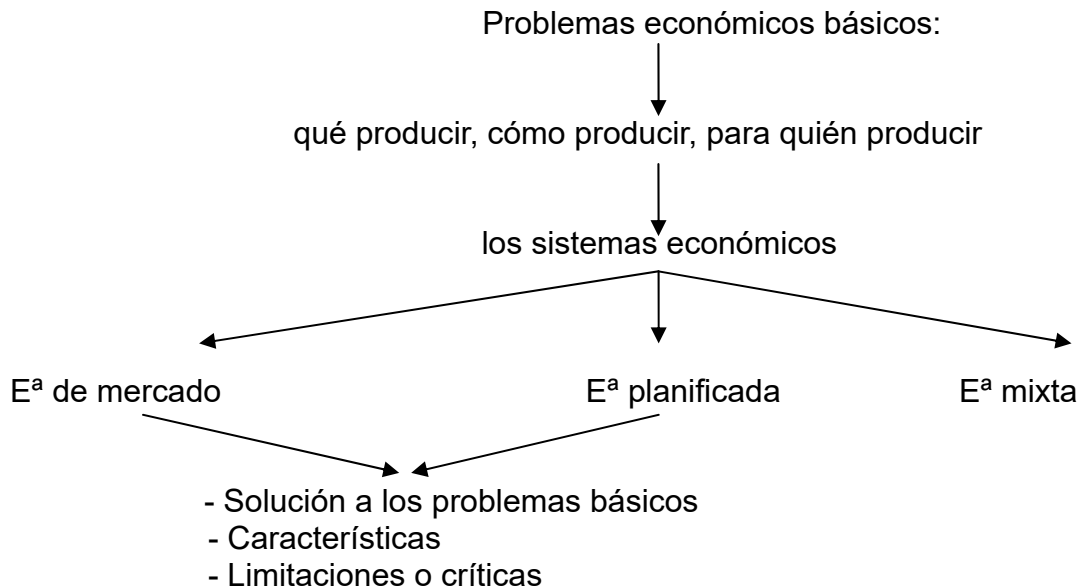 Problemas económicos básicos:
qué producir, cómo producir, para quién producir
los sistemas económicos
Eª de mercado Eª planificada Eª mixta
- Solución a los problemas básicos
- Características
- Limitaciones o críticas